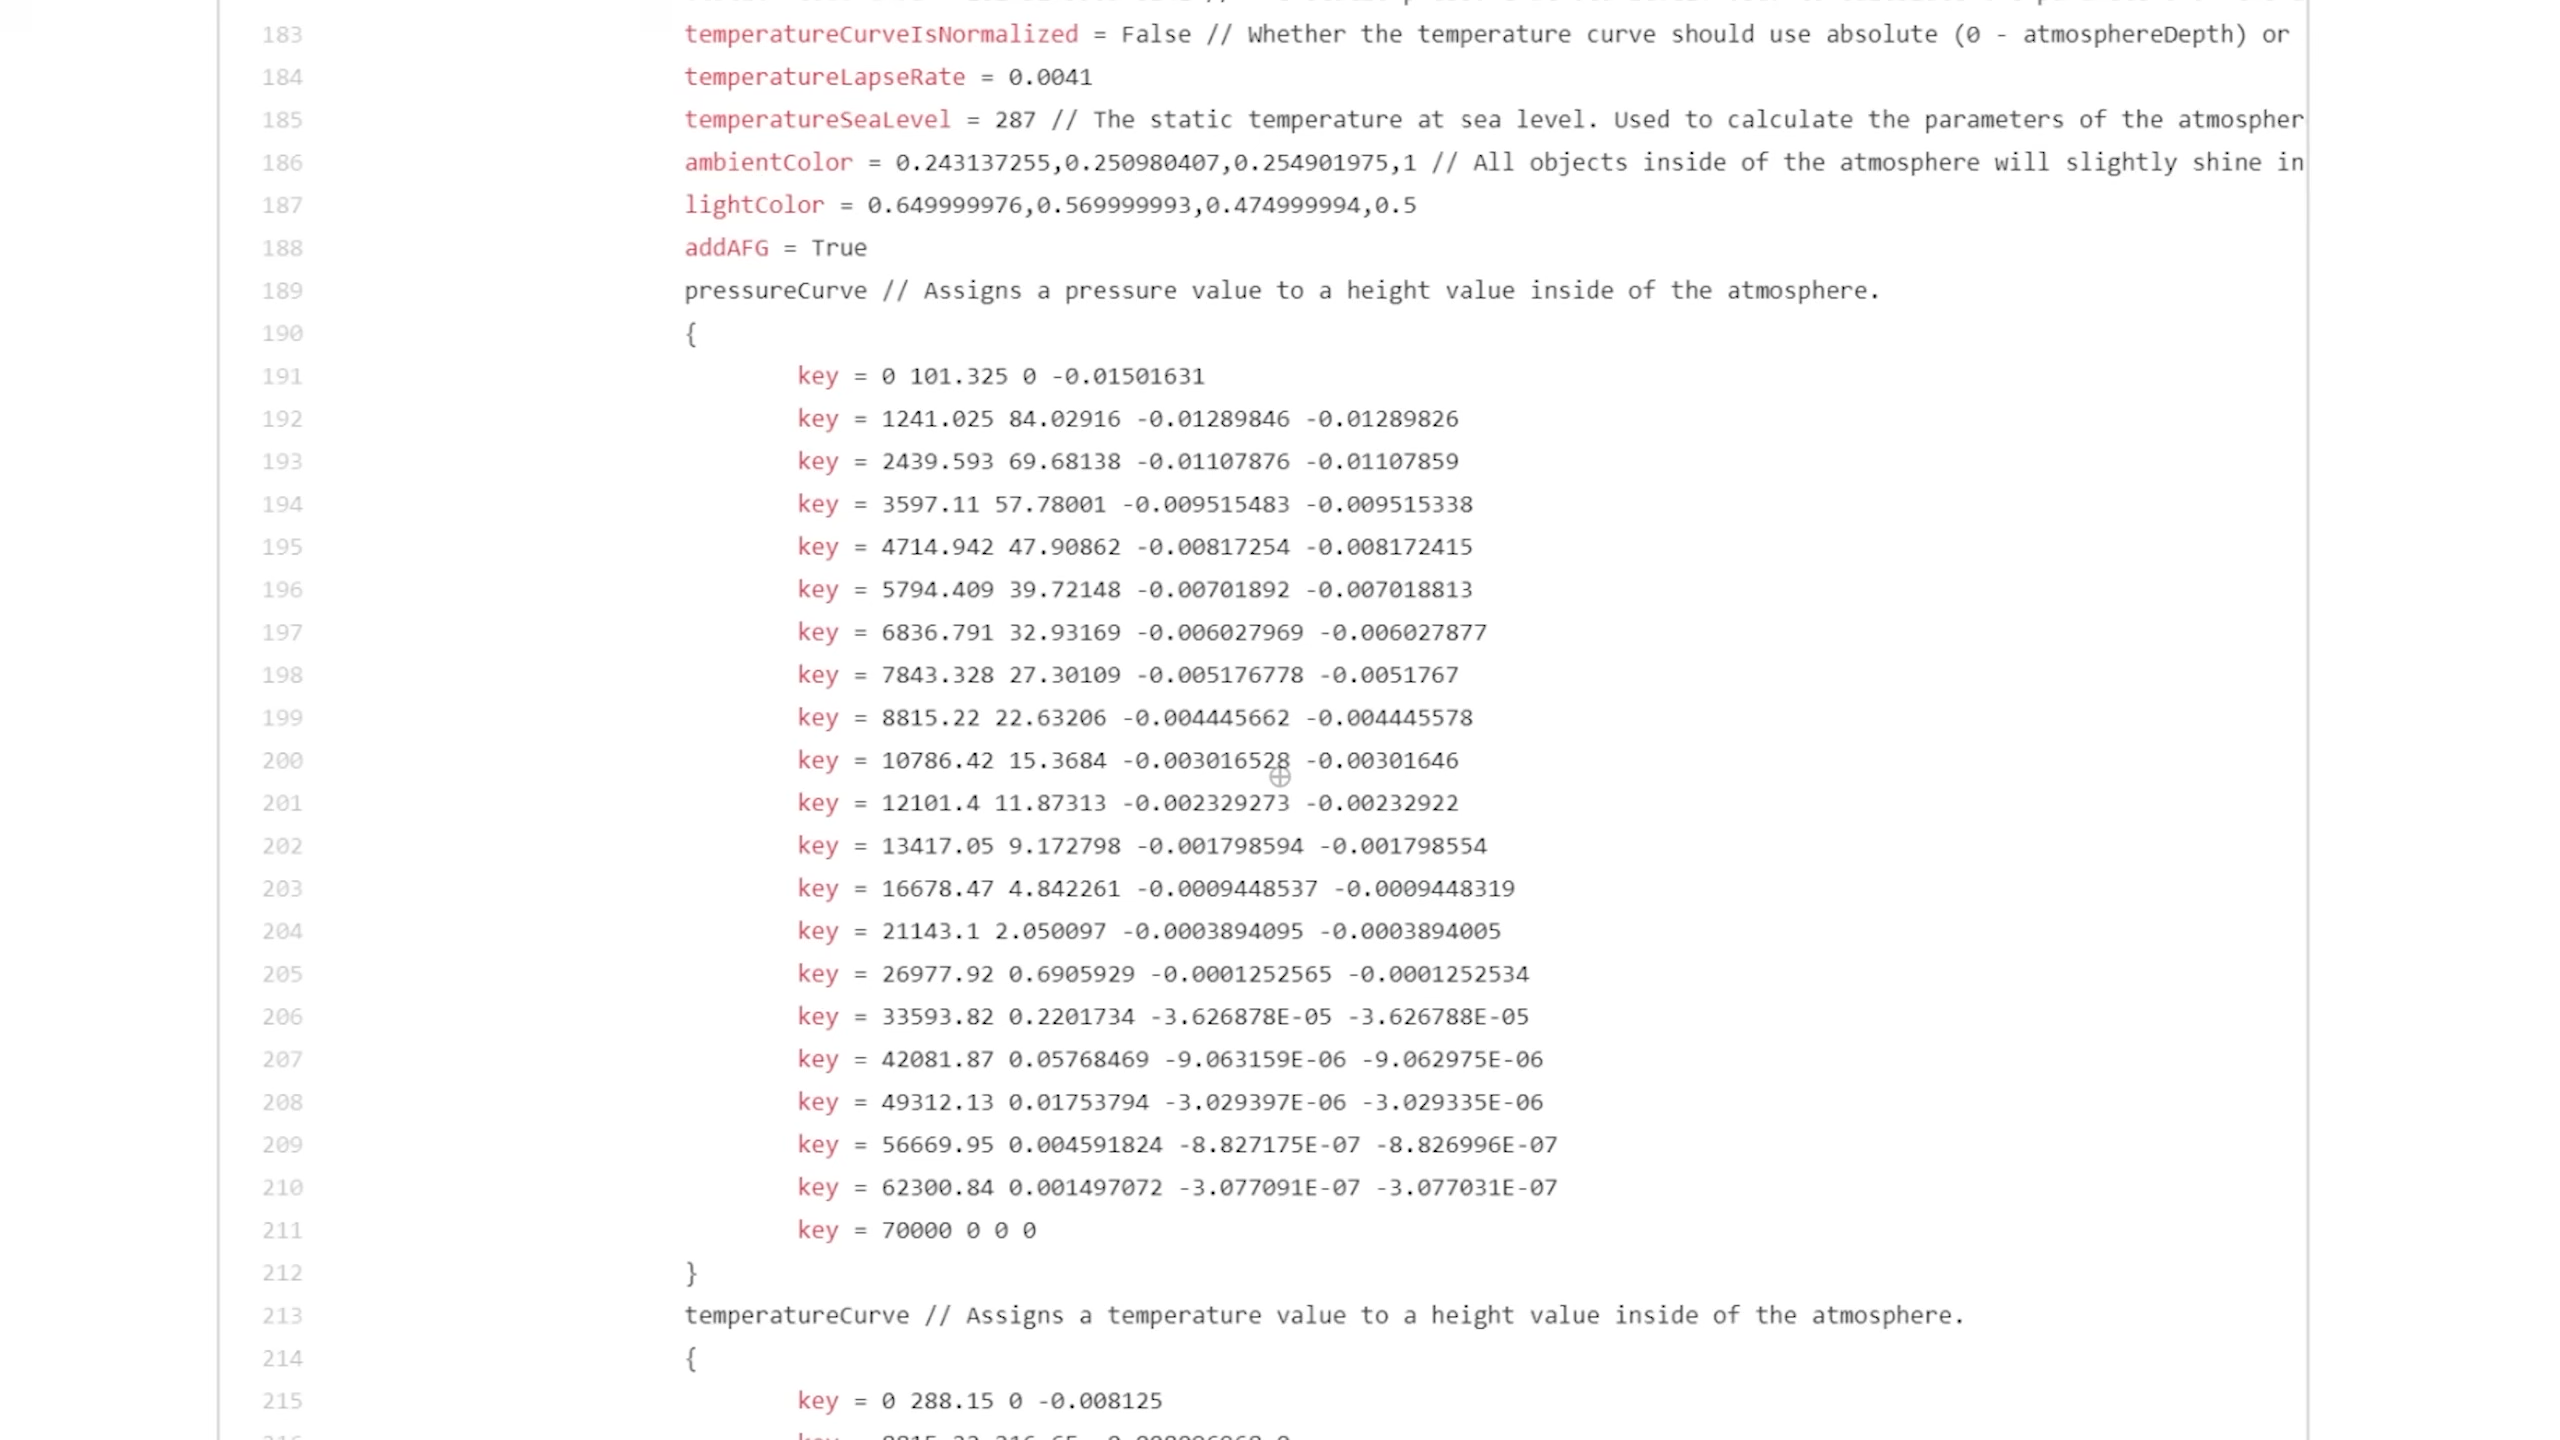 183 temperatureCurveIsNormalized = False // Whether the temperature curve should use absolute (0 - atmosphereDepth) or
184 temperatureLapseRate = 0.0041
185 temperatureSeaLevel = 287 // The static temperature at sea level. Used to calculate the parameters of the atmospher
186 ambientColor = 0.243137255,0.250980407,0.254901975,1 // All objects inside of the atmosphere will slightly shine in
187 lightColor = 0.649999976,0.569999993,0.474999994,0.5
188 addAFG = True
189 pressureCurve // Assigns a pressure value to a height value inside of the atmosphere.
190 {
191 key = 0 101.325 0 -0.01501631
192 key = 1241.025 84.02916 -0.01289846 -0.01289826
193 key = 2439.593 69.68138 -0.01107876 -0.01107859
194 key = 3597.11 57.78001 -0.009515483 -0.009515338
195 key = 4714.942 47.90862 -0.00817254 -0.008172415
196 key = 5794.409 39.72148 -0.00701892 -0.007018813
197 key = 6836.791 32.93169 -0.006027969 -0.006027877
198 key = 7843.328 27.30109 -0.005176778 -0.0051767
199 key = 8815.22 22.63206 -0.004445662 -0.004445578
200 key = 10786.42 15.3684 -0.003016528 -0.00301646
201 key = 12101.4 11.87313 -0.002329273 -0.00232922
202 key = 13417.05 9.172798 -0.001798594 -0.001798554
203 key = 16678.47 4.842261 -0.0009448537 -0.0009448319
204 key = 21143.1 2.050097 -0.0003894095 -0.0003894005
205 key = 26977.92 0.6905929 -0.0001252565 -0.0001252534
206 key = 33593.82 0.2201734 -3.626878E-05 -3.626788E-05
207 key = 42081.87 0.05768469 -9.063159E-06 -9.062975E-06
208 key = 49312.13 0.01753794 -3.029397E-06 -3.029335E-06
209 key = 56669.95 0.004591824 -8.827175E-07 -8.826996E-07
210 key = 62300.84 0.001497072 -3.077091E-07 -3.077031E-07
211 key = 70000 0 0 0
212 }
213 temperatureCurve // Assigns a temperature value to a height value inside of the atmosphere.
214 {
215 key = 0 288.15 0 -0.008125